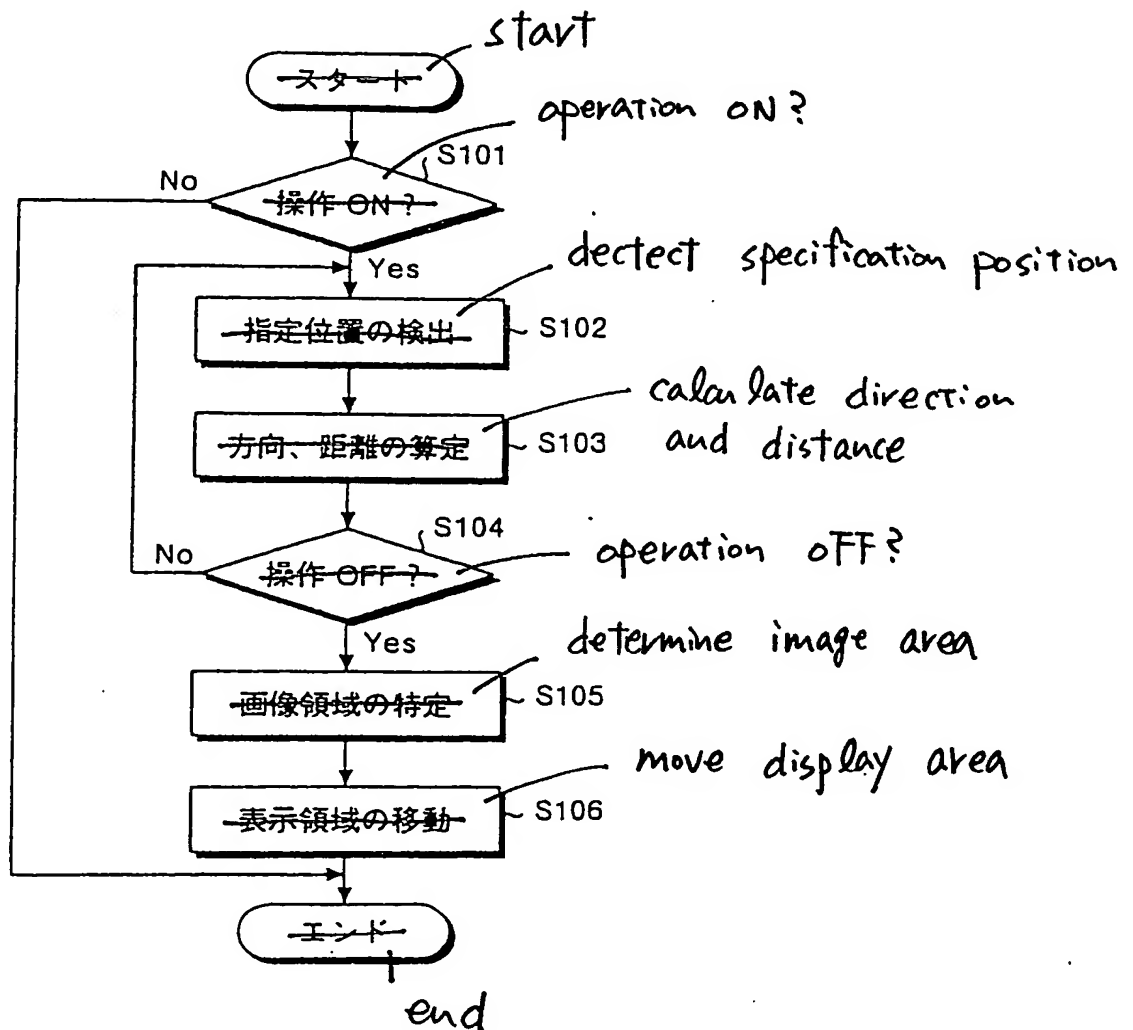 start
スタート
operation ON?
S101
No
操作 ON ?
Yes
dectect specification position
指定位置の検出
S102
calculate direction
and distance
方向、距離の算定
S103
S104
No
操作 OFF ?
operation OFF?
Yes
determine image area
画像領域の特定
S105
move display area
表示領域の移動
S106
エンド
end